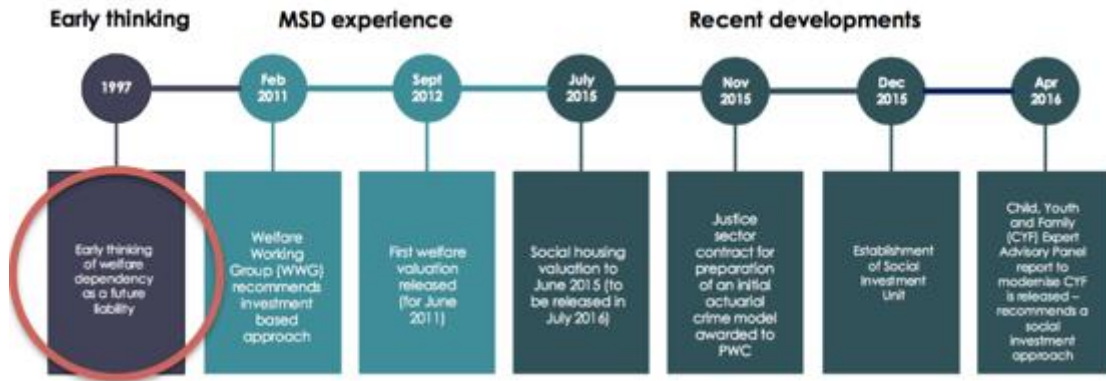 Early thinking
MSD experience
Recent developments
1997
Feb
2011
Sept
2012
July
2015
Nov
2015
Dec
2015
Apr
2016
Early thinking
of welfare
dependency
as a future
liability
Welfare
Working
Group (WWG)
recommends
investment
based
approach
First welfare
valuation
released
(for June
2011)
Social housing
valuation to
June 2015 (to
be released in
July 2016)
Justice
sector
contract for
preparation
of an initial
actuarial
crime model
awarded to
PWC
Establishment
of Social
Investment
Unit
Child, Youth
and Family
(CYF) Expert
Advisory Panel
report to
modernise CYF
is released –
recommends a
social
investment
approach